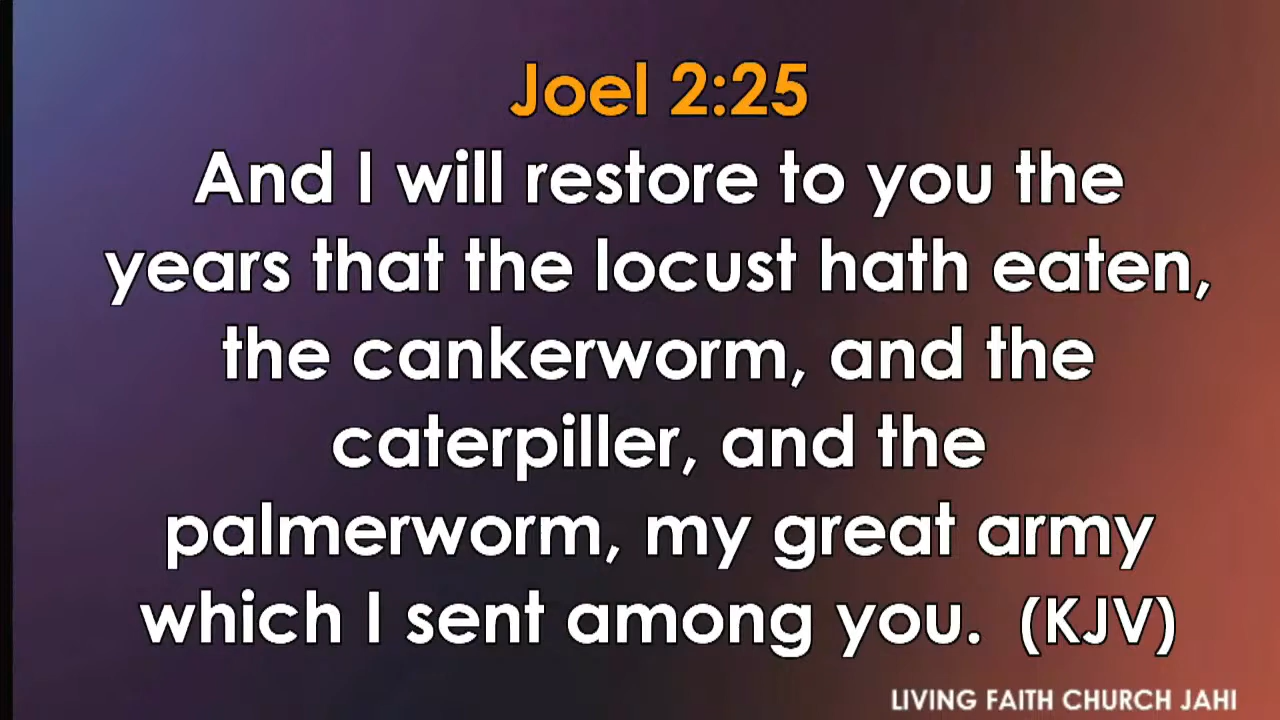 Joel 2:25
And I will restore to you the
years that the locust hath eaten,
the cankerworm, and the
caterpiller, and the
palmerworm, my great army
which I sent among you.  (KJV)
LIVING FAITH CHURCH JAHI